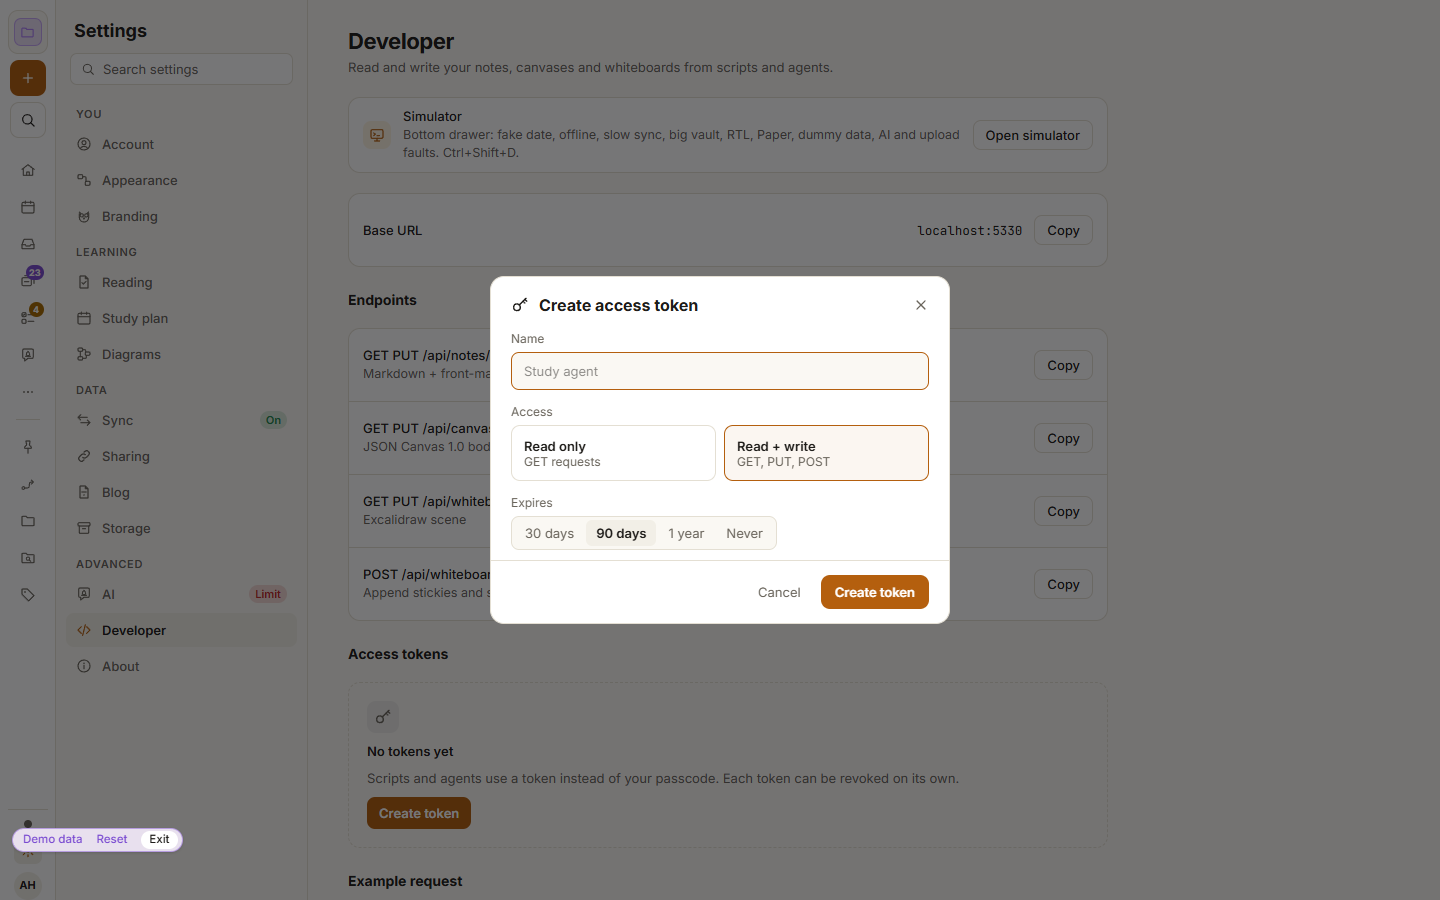 Settings
Search settings
YOU
Account
Appearance
Branding
LEARNING
Reading
Study plan
Diagrams
DATA
Sync
On
Sharing
Blog
Storage
ADVANCED
AI
Limit
Developer
About
23
4
Demo data
Reset
Exit
AH
Developer
Read and write your notes, canvases and whiteboards from scripts and agents.
Simulator
Bottom drawer: fake date, offline, slow sync, big vault, RTL, Paper, dummy data, AI and upload
faults. Ctrl+Shift+D.
Open simulator
Base URL
localhost:5330
Copy
Endpoints
GET PUT /api/notes/
Markdown + front-ma
Copy
GET PUT /api/canvas
JSON Canvas 1.0 bod
Copy
GET PUT /api/whiteb
Excalidraw scene
Copy
POST /api/whiteboar
Append stickies and s
Copy
Create access token
Name
Study agent
Access
Read only
GET requests
Read + write
GET, PUT, POST
Expires
30 days
90 days
1 year
Never
Cancel
Create token
Access tokens
No tokens yet
Scripts and agents use a token instead of your passcode. Each token can be revoked on its own.
Create token
Example request